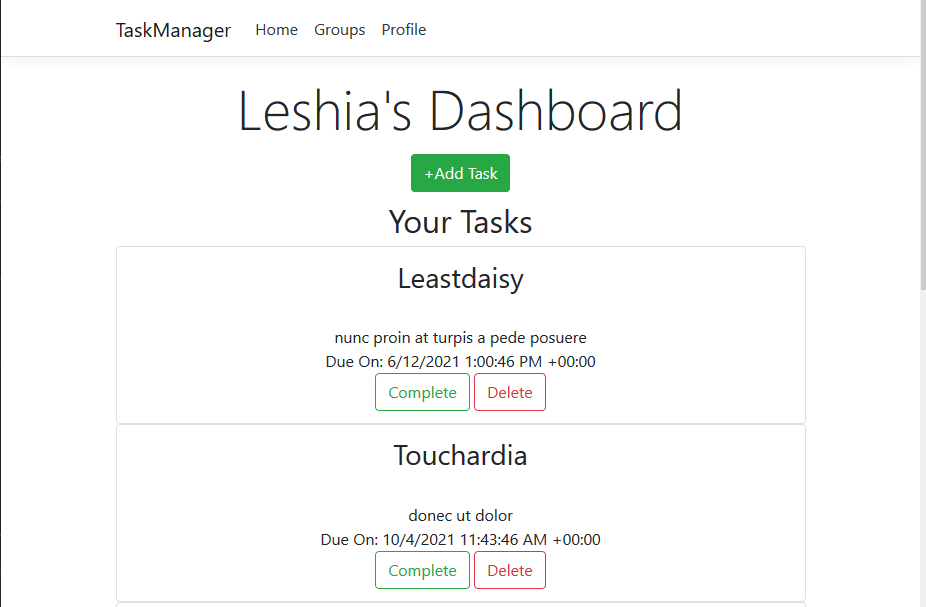 TaskManager Home Groups Profile
Leshia's Dashboard
+Add Task
Your Tasks
Leastdaisy
nunc proin at turpis a pede posuere
Due On: 6/12/2021 1:00:46 PM +00:00
Complete Delete
Touchardia
donec ut dolor
Due On: 10/4/2021 11:43:46 AM +00:00
Complete Delete